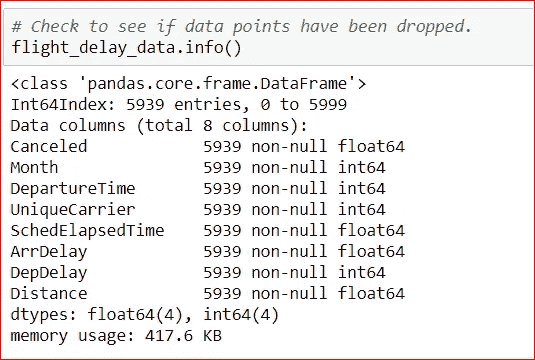 # Check to see if data points have been dropped.
flight_delay_data.info()
<class 'pandas.core.frame.DataFrame'>
Int64Index: 5939 entries, 0 to 5999
Data columns (total 8 columns):
Canceled            5939 non-null float64
Month               5939 non-null int64
DepartureTime       5939 non-null int64
UniqueCarrier       5939 non-null int64
SchedElapsedTime    5939 non-null float64
ArrDelay            5939 non-null float64
DepDelay            5939 non-null int64
Distance            5939 non-null float64
dtypes: float64(4), int64(4)
memory usage: 417.6 KB